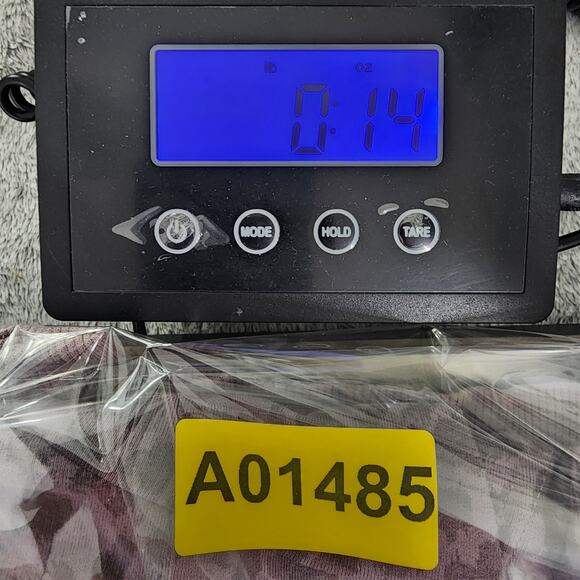 lb oz
0:14
MODE HOLD TARE
A01485